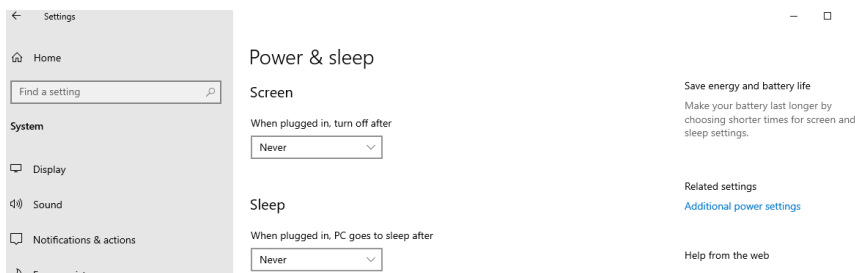 Settings
Home
Find a setting
System
Display
Sound
Notifications & actions
Power & sleep
Screen
When plugged in, turn off after
Never
Sleep
When plugged in, PC goes to sleep after
Never
Save energy and battery life
Make your battery last longer by
choosing shorter times for screen and
sleep settings.
Related settings
Additional power settings
Help from the web